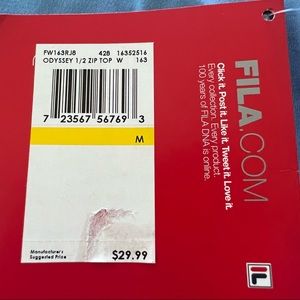 FW163RJ8 428 16352516
ODYSSEY 1/2 ZIP TOP W 163
7 23567 56769 3
M
Manufacturers
Suggested Price
$29.99
FILA.COM
Click it. Post it. Like it. Tweet it. Love it.
Every collection. Every product.
100 years of FILA DNA is online.